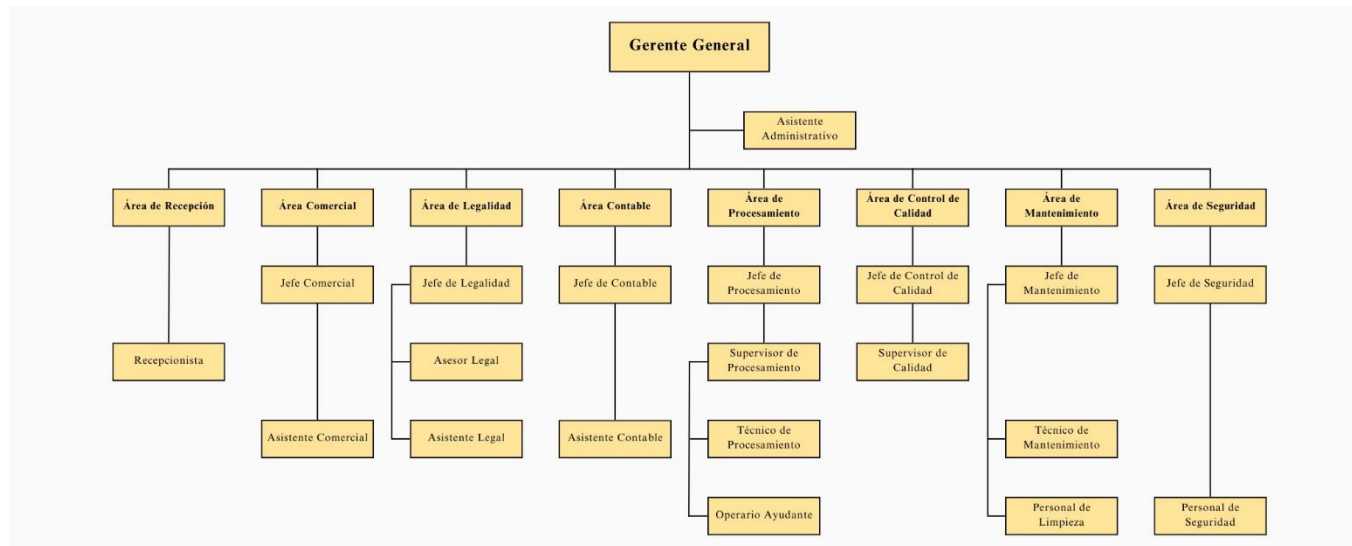 Gerente General
Asistente
Administrativo
Área de Recepción
Área Comercial
Área de Legalidad
Área Contable
Área de
Procesamiento
Área de Control de
Calidad
Área de
Mantenimiento
Área de Seguridad
Jefe Comercial
Jefe de Legalidad
Jefe de Contable
Jefe de
Procesamiento
Jefe de Control de
Calidad
Jefe de
Mantenimiento
Jefe de Seguridad
Recepcionista
Asesor Legal
Supervisor de
Procesamiento
Supervisor de
Calidad
Asistente Comercial
Asistente Legal
Asistente Contable
Técnico de
Procesamiento
Técnico de
Mantenimiento
Operario Ayudante
Personal de
Limpieza
Personal de
Seguridad